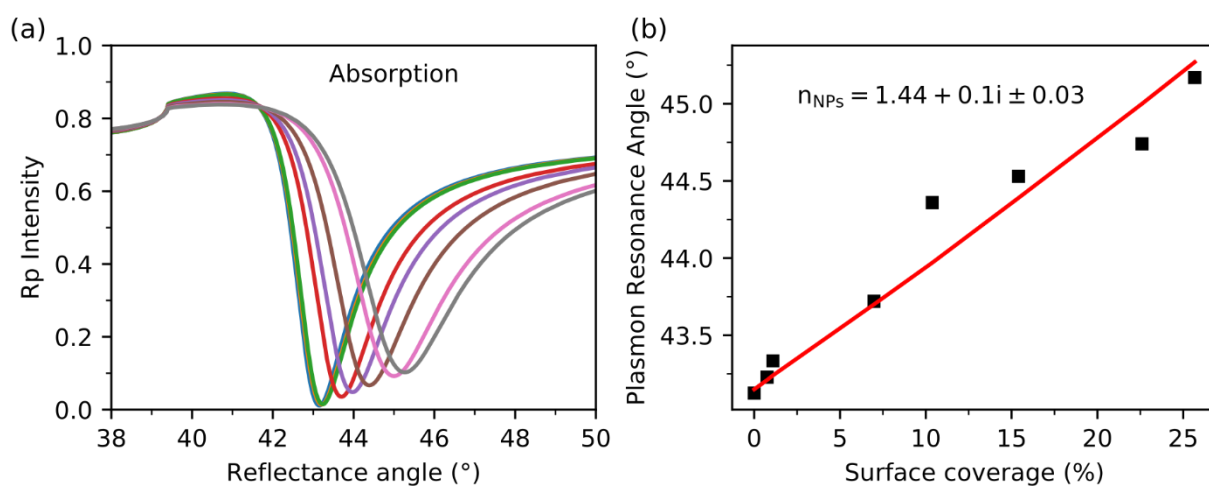 (a)
Absorption
Rp Intensity
1.0
0.8
0.6
0.4
0.2
0.0
38 40 42 44 46 48 50
Reflectance angle (°)
(b)
n_NPs = 1.44 + 0.1i ± 0.03
Plasmon Resonance Angle (°)
45.0
44.5
44.0
43.5
0 5 10 15 20 25
Surface coverage (%)